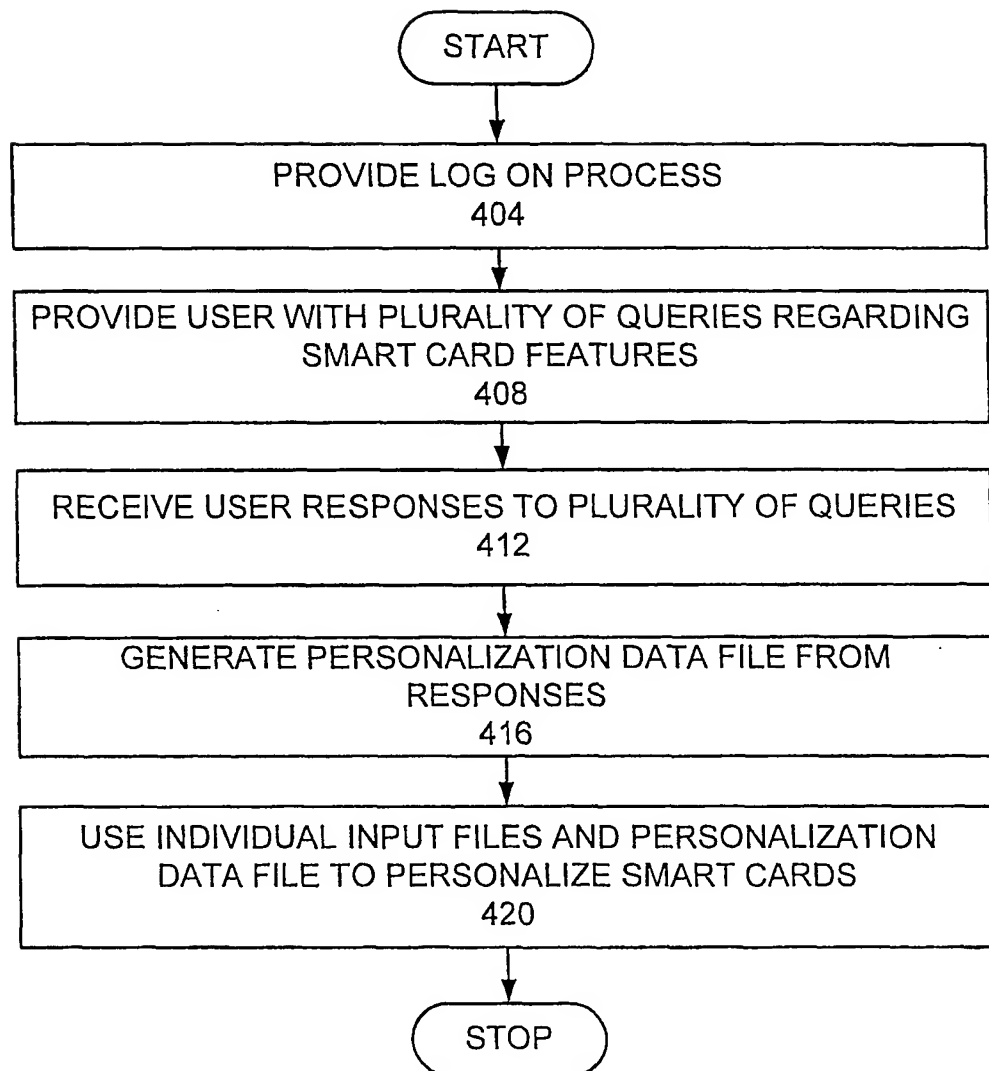 START
PROVIDE LOG ON PROCESS
404
PROVIDE USER WITH PLURALITY OF QUERIES REGARDING
SMART CARD FEATURES
408
RECEIVE USER RESPONSES TO PLURALITY OF QUERIES
412
GENERATE PERSONALIZATION DATA FILE FROM
RESPONSES
416
USE INDIVIDUAL INPUT FILES AND PERSONALIZATION
DATA FILE TO PERSONALIZE SMART CARDS
420
STOP